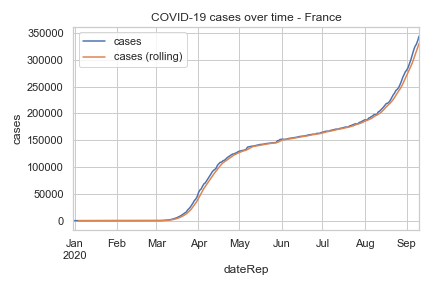 COVID-19 cases over time - France
cases
cases (rolling)
350000
300000
250000
200000
150000
100000
50000
0
cases
Jan Feb Mar Apr May Jun Jul Aug Sep
2020
dateRep